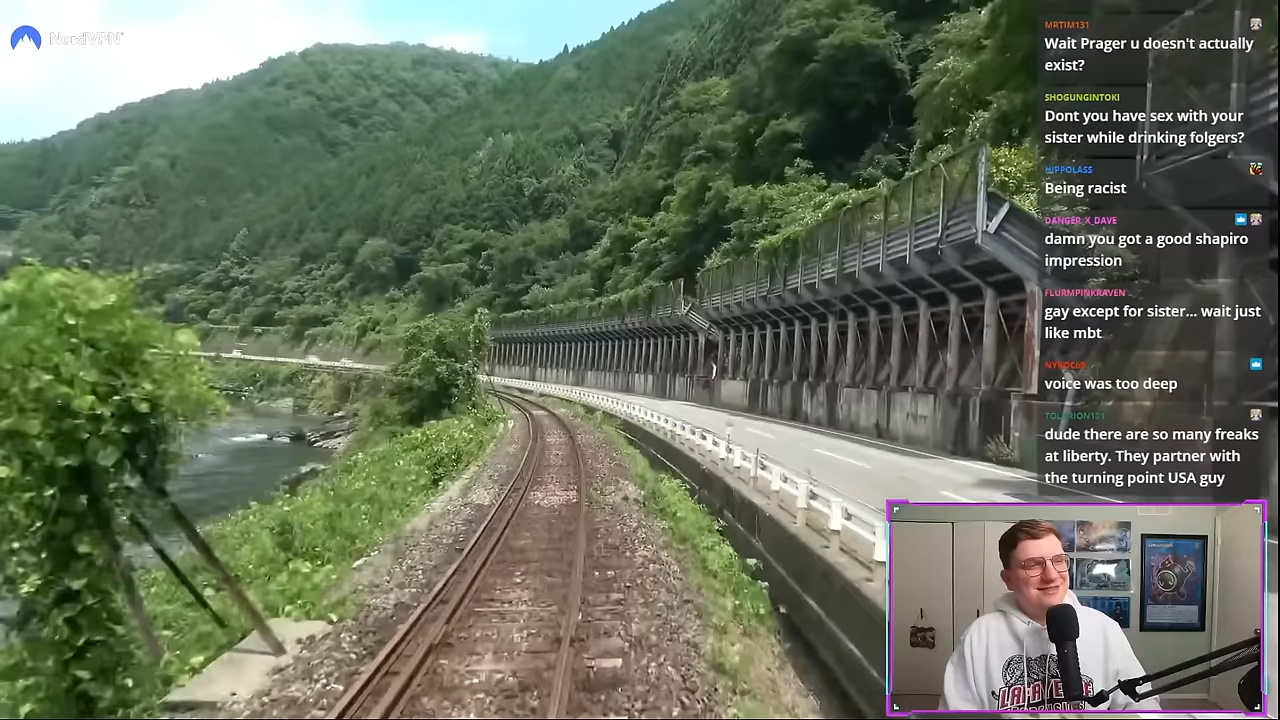 NordVPN
MRTIM131
Wait Prager u doesn't actually
exist?
SHOGUNGINTOKI
Dont you have sex with your
sister while drinking folgers?
HIPPOLASS
Being racist
DANGER_X_DAVE
damn you got a good shapiro
impression
FLURMPINKRAVEN
gay except for sister... wait just
like mbt
voice was too deep
dude there are so many freaks
at liberty. They partner with
the turning point USA guy